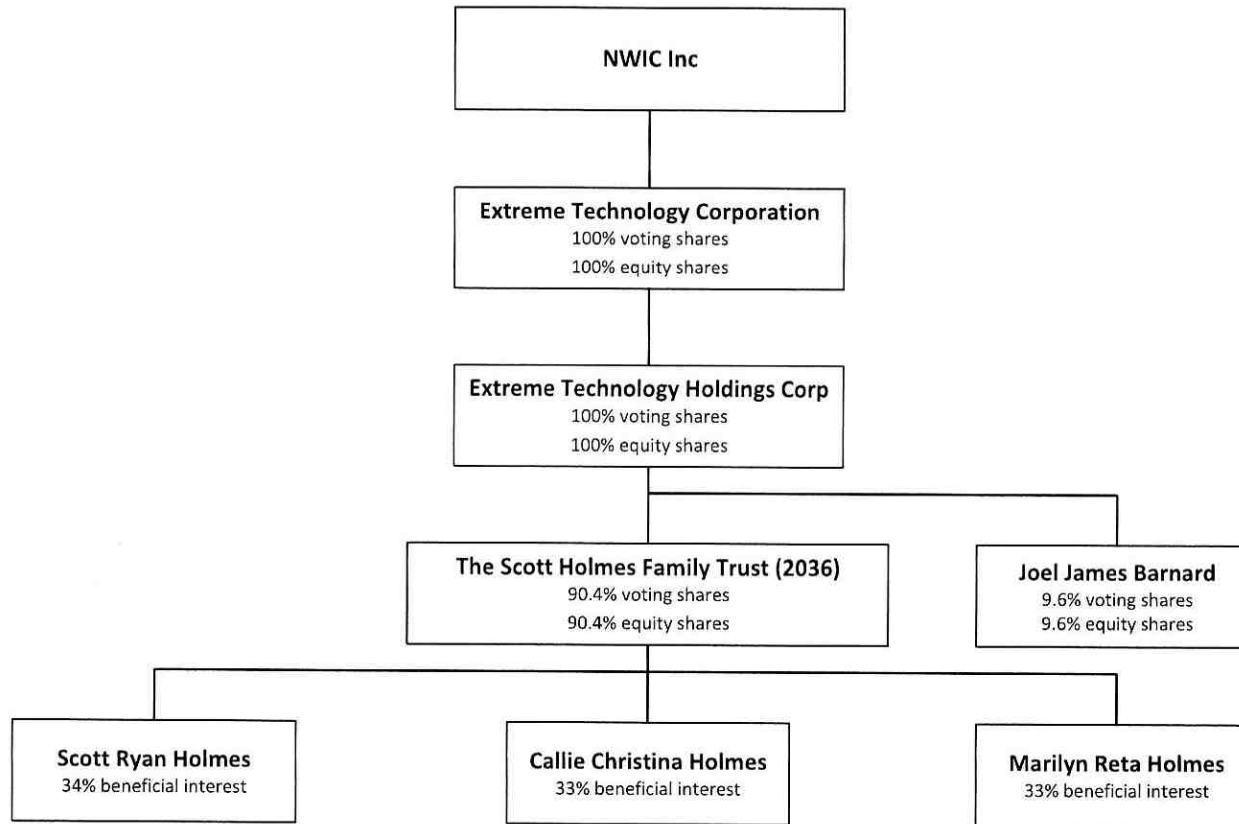 NWIC Inc
Extreme Technology Corporation
100% voting shares
100% equity shares
Extreme Technology Holdings Corp
100% voting shares
100% equity shares
The Scott Holmes Family Trust (2036)
90.4% voting shares
90.4% equity shares
Joel James Barnard
9.6% voting shares
9.6% equity shares
Scott Ryan Holmes
34% beneficial interest
Callie Christina Holmes
33% beneficial interest
Marilyn Reta Holmes
33% beneficial interest